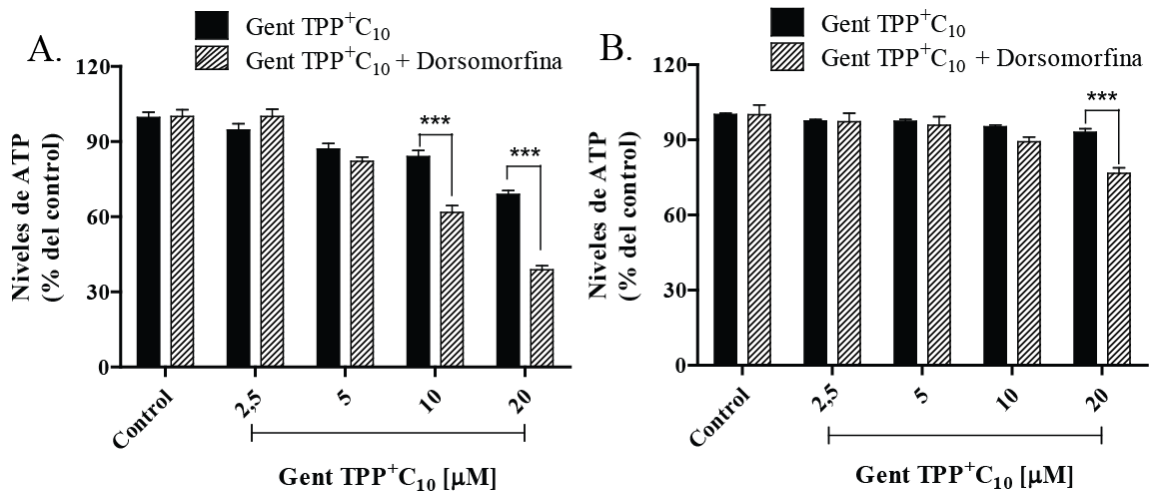 A.
Gent TPP⁺C₁₀
Gent TPP⁺C₁₀ + Dorsomorfina
Niveles de ATP
(% del control)
120
90
60
30
0
***
***
Control
2,5
5
10
20
Gent TPP⁺C₁₀ [μM]
B.
Gent TPP⁺C₁₀
Gent TPP⁺C₁₀ + Dorsomorfina
Niveles de ATP
(% del control)
120
90
60
30
0
***
Control
2,5
5
10
20
Gent TPP⁺C₁₀ [μM]